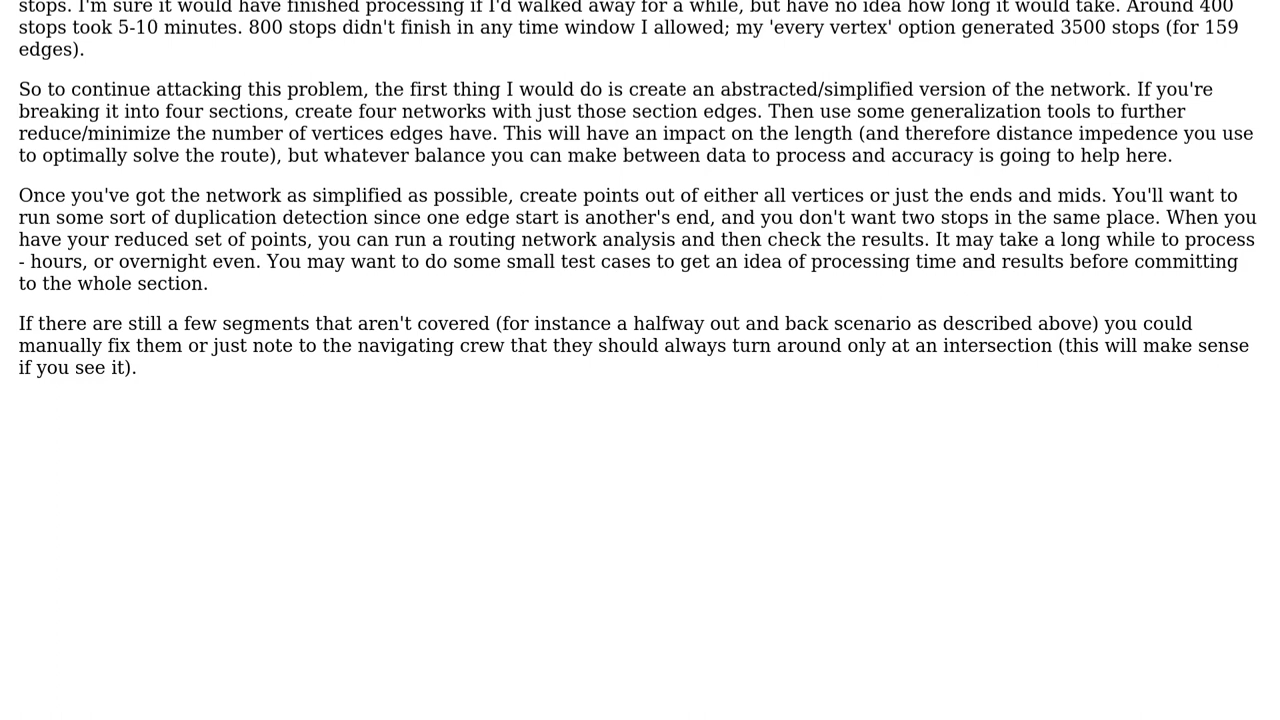 stops. I'm sure it would have finished processing if I'd walked away for a while, but have no idea how long it would take. Around 400
stops took 5-10 minutes. 800 stops didn't finish in any time window I allowed; my 'every vertex' option generated 3500 stops (for 159
edges).
So to continue attacking this problem, the first thing I would do is create an abstracted/simplified version of the network. If you're
breaking it into four sections, create four networks with just those section edges. Then use some generalization tools to further
reduce/minimize the number of vertices edges have. This will have an impact on the length (and therefore distance impedence you use
to optimally solve the route), but whatever balance you can make between data to process and accuracy is going to help here.
Once you've got the network as simplified as possible, create points out of either all vertices or just the ends and mids. You'll want to
run some sort of duplication detection since one edge start is another's end, and you don't want two stops in the same place. When you
have your reduced set of points, you can run a routing network analysis and then check the results. It may take a long while to process
- hours, or overnight even. You may want to do some small test cases to get an idea of processing time and results before committing
to the whole section.
If there are still a few segments that aren't covered (for instance a halfway out and back scenario as described above) you could
manually fix them or just note to the navigating crew that they should always turn around only at an intersection (this will make sense
if you see it).